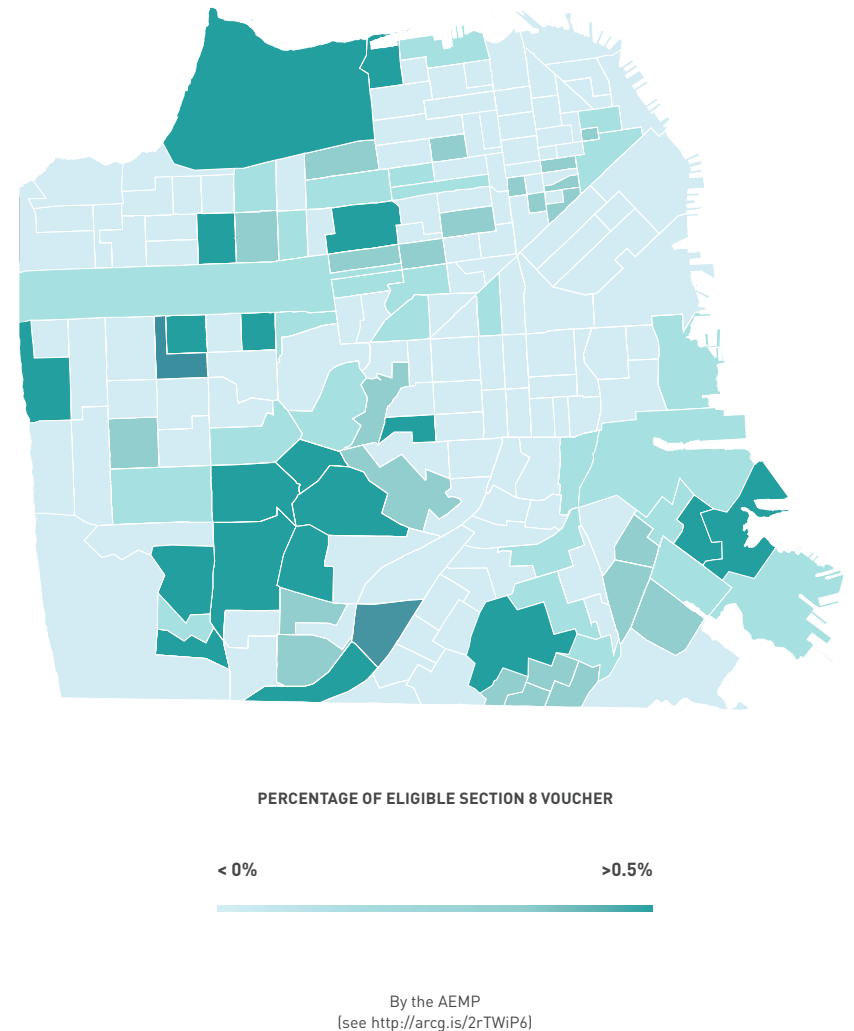 PERCENTAGE OF ELIGIBLE SECTION 8 VOUCHER
< 0% >0.5%
By the AEMP
(see http://arcg.is/2rTWiP6)